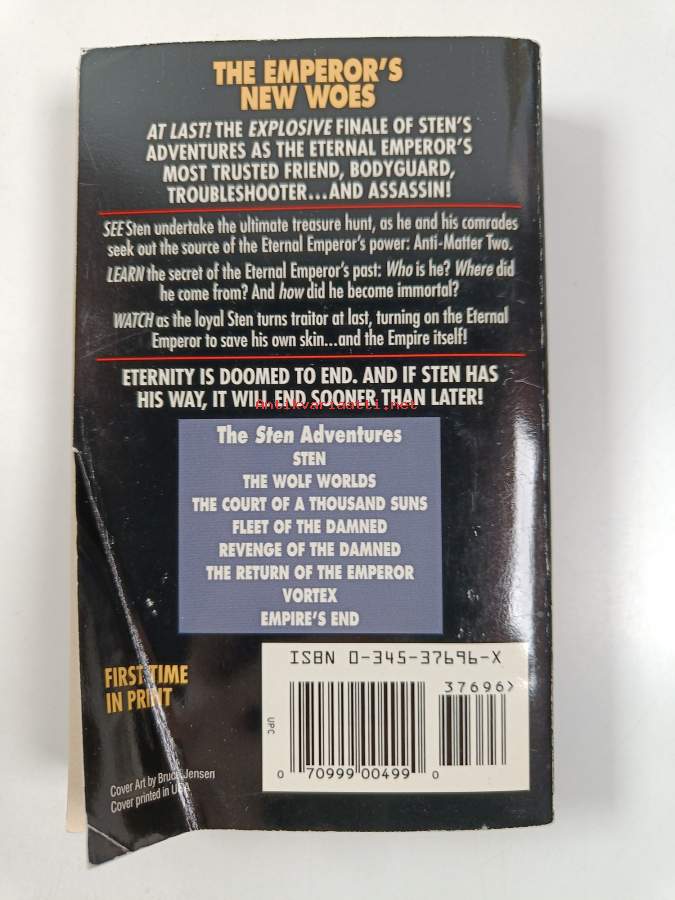 THE EMPEROR'S
NEW WOES
AT LAST! THE EXPLOSIVE FINALE OF STEN'S
ADVENTURES AS THE ETERNAL EMPEROR'S
MOST TRUSTED FRIEND, BODYGUARD,
TROUBLESHOOTER...AND ASSASSIN!
SEE Sten undertake the ultimate treasure hunt, as he and his comrades
seek out the source of the Eternal Emperor's power: Anti-Matter Two.
LEARN the secret of the Eternal Emperor's past: Who is he? Where did
he come from? And how did he become immortal?
WATCH as the loyal Sten turns traitor at last, turning on the Eternal
Emperor to save his own skin...and the Empire itself!
ETERNITY IS DOOMED TO END. AND IF STEN HAS
HIS WAY, IT WILL END SOONER THAN LATER!
Antikvariaatti.net
The Sten Adventures
STEN
THE WOLF WORLDS
THE COURT OF A THOUSAND SUNS
FLEET OF THE DAMNED
REVENGE OF THE DAMNED
THE RETURN OF THE EMPEROR
VORTEX
EMPIRE'S END
ISBN 0-345-37696-X
37696>
UPC
0 70999 00499 0
FIRST TIME
IN PRINT
Cover Art by Bruce Jensen
Cover printed in USA